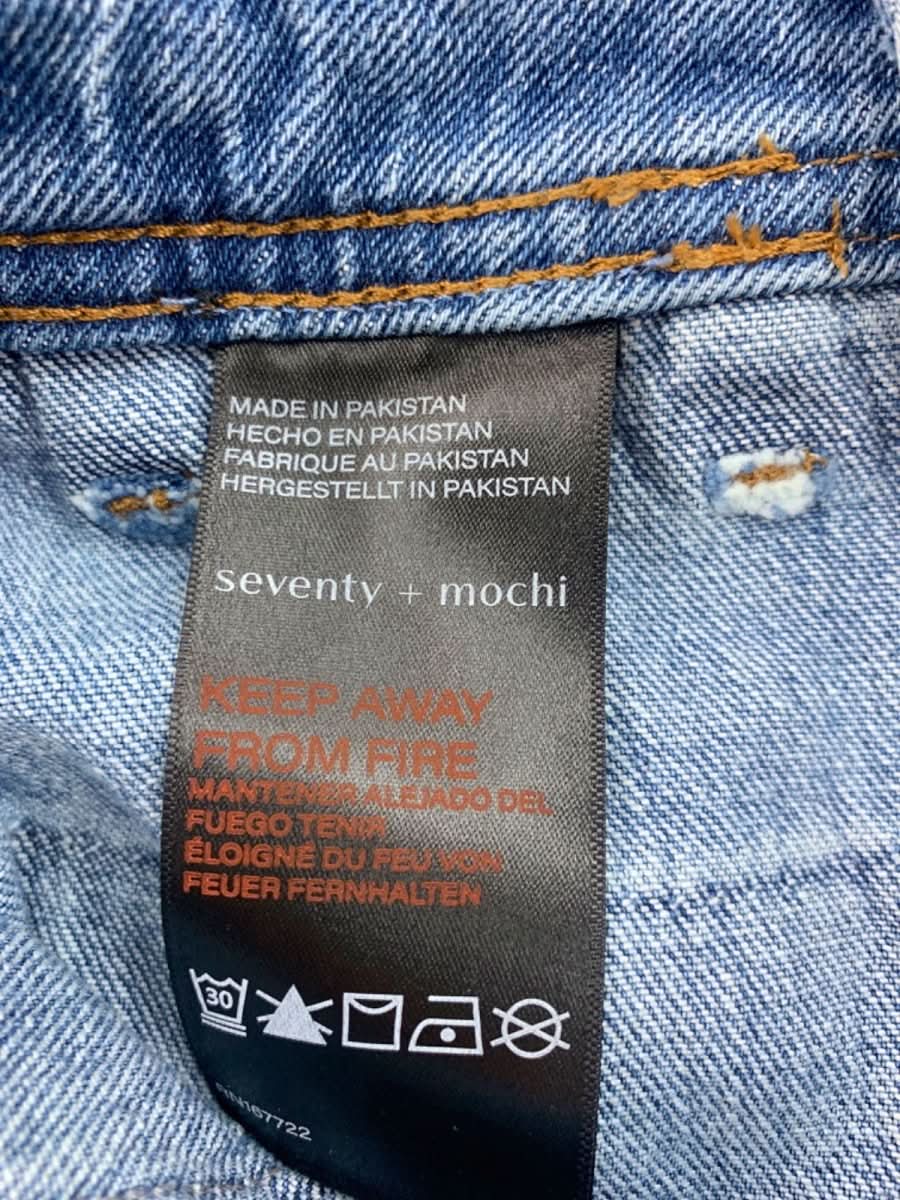 MADE IN PAKISTAN
HECHO EN PAKISTAN
FABRIQUE AU PAKISTAN
HERGESTELLT IN PAKISTAN
seventy + mochi
KEEP AWAY
FROM FIRE
MANTENER ALEJADO DEL
FUEGO TENIR
ÉLOIGNÉ DU FEU VON
FEUER FERNHALTEN
30
RN167722